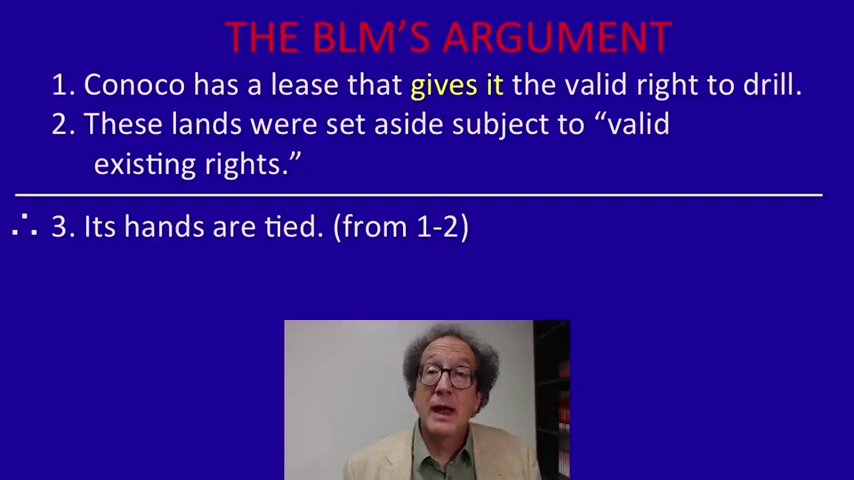 THE BLM’S ARGUMENT
1. Conoco has a lease that gives it the valid right to drill.
2. These lands were set aside subject to “valid
existing rights.”
∴ 3. Its hands are tied. (from 1-2)